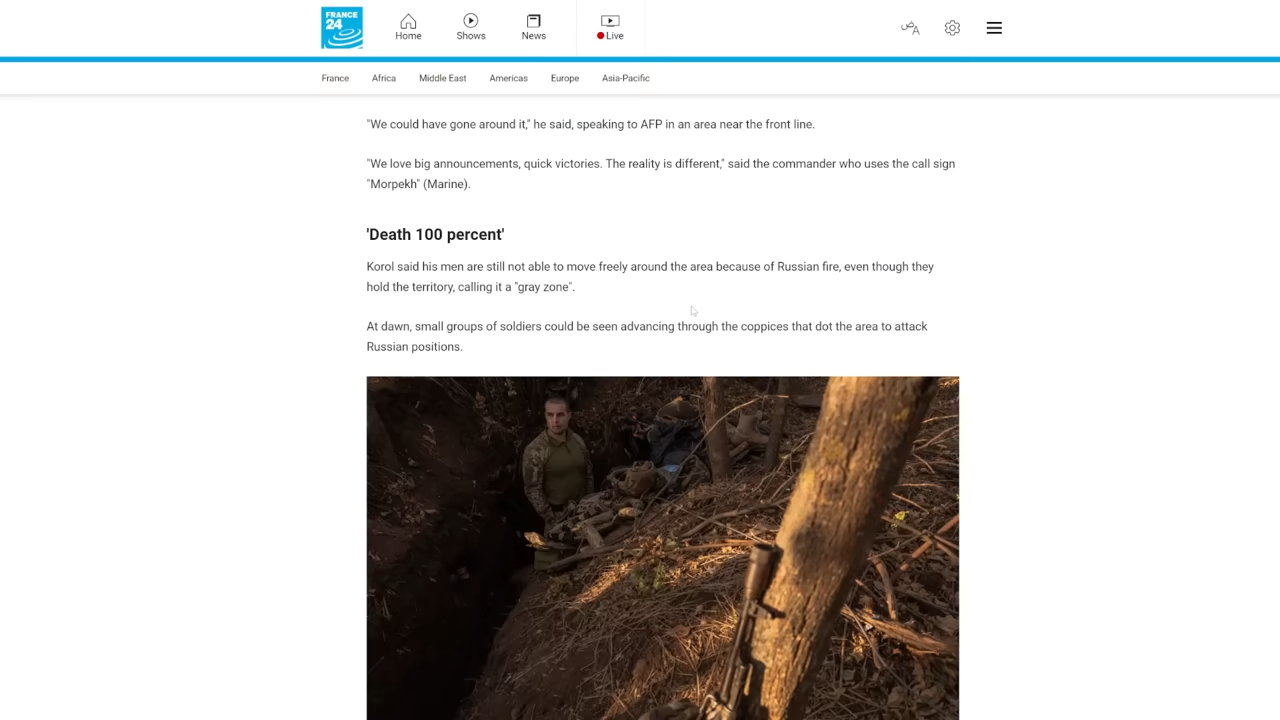 FRANCE
24
Home
Shows
News
Live
ضA
France
Africa
Middle East
Americas
Europe
Asia-Pacific
"We could have gone around it," he said, speaking to AFP in an area near the front line.
"We love big announcements, quick victories. The reality is different," said the commander who uses the call sign
"Morpekh" (Marine).
'Death 100 percent'
Korol said his men are still not able to move freely around the area because of Russian fire, even though they
hold the territory, calling it a "gray zone".
At dawn, small groups of soldiers could be seen advancing through the coppices that dot the area to attack
Russian positions.